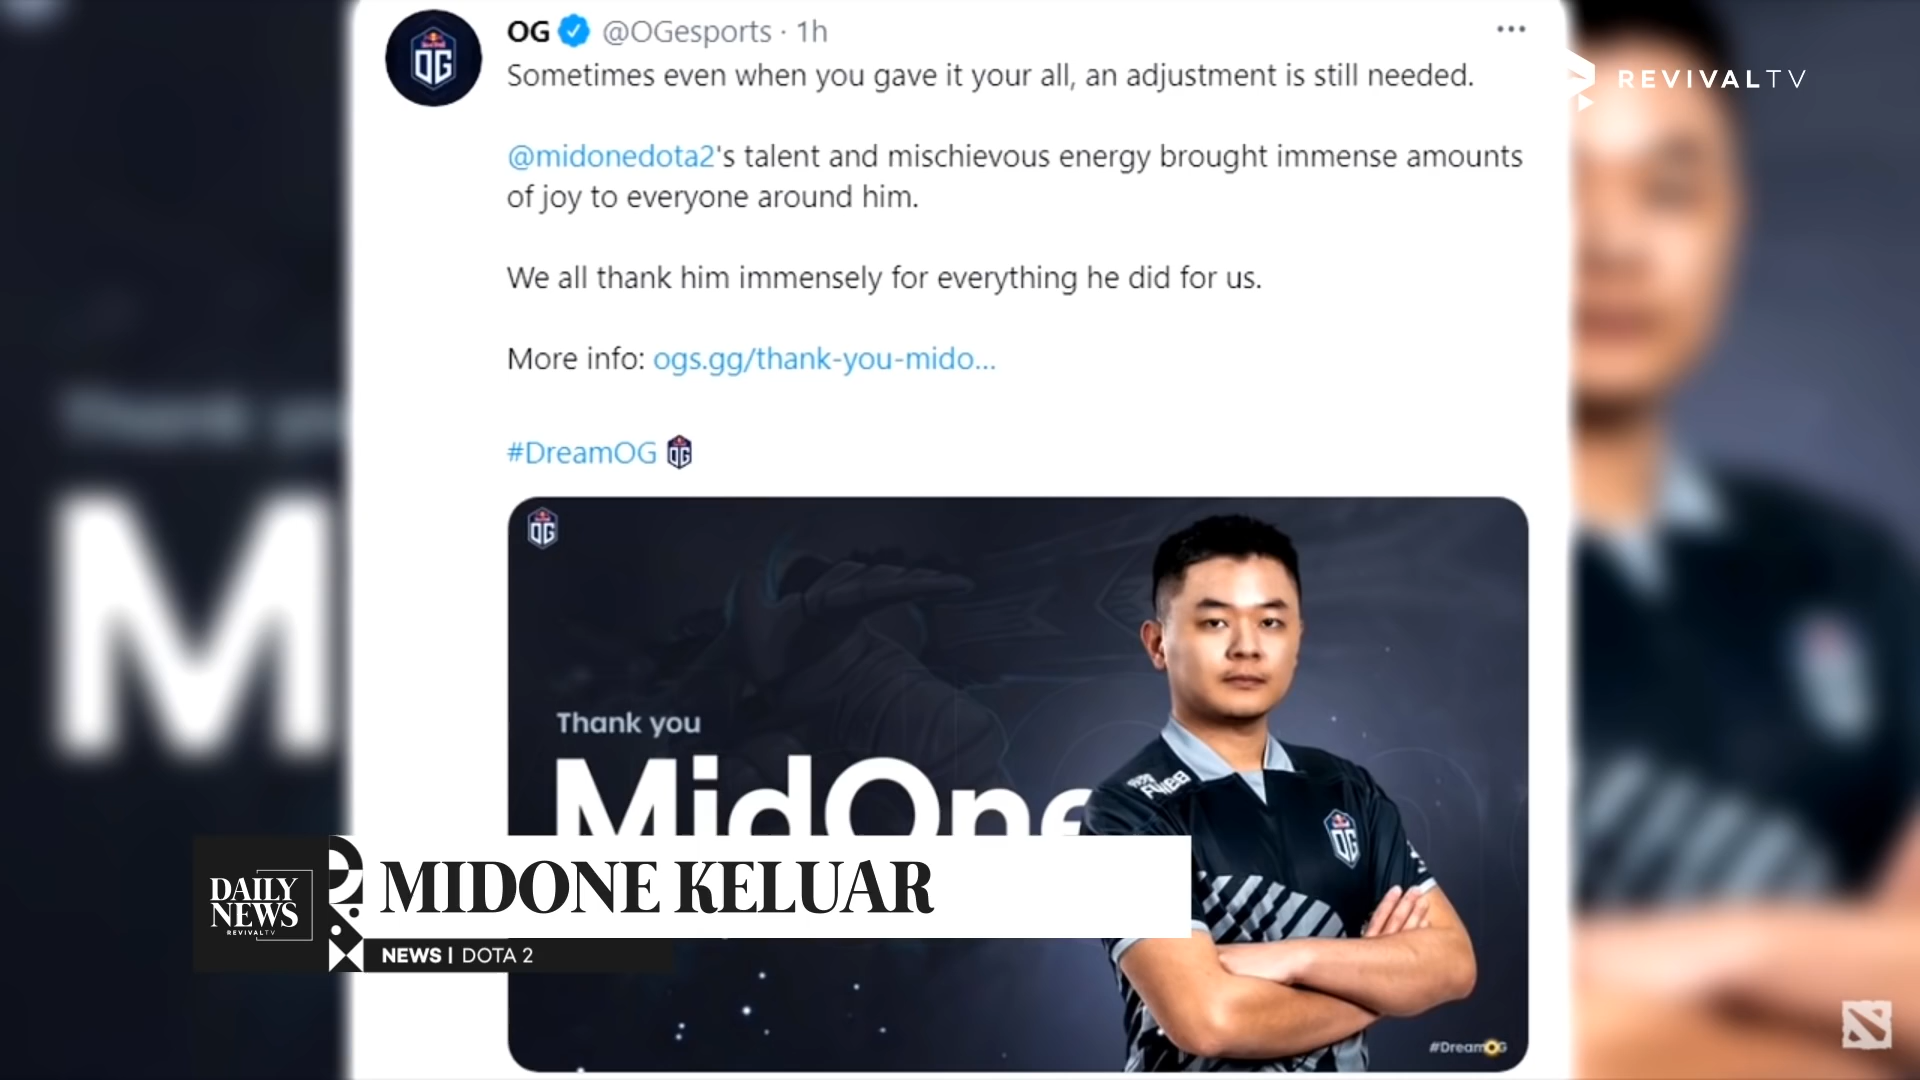 OG @OGesports · 1h
Sometimes even when you gave it your all, an adjustment is still needed.
REVIVALTV
@midonedota2's talent and mischievous energy brought immense amounts
of joy to everyone around him.
We all thank him immensely for everything he did for us.
More info: ogs.gg/thank-you-mido...
#DreamOG OG
OG
Thank you
MidOne
OG
MIDONE KELUAR
DAILY
NEWS
REVIVALTV
NEWS | DOTA 2
#DreamOG